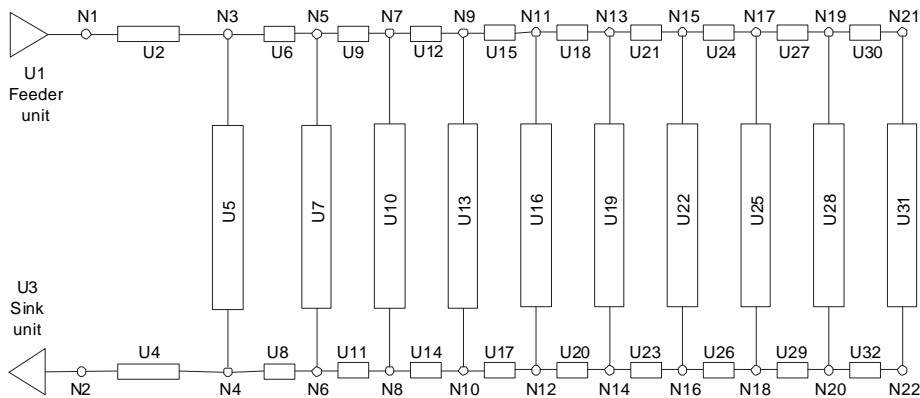 N1 N3 N5 N7 N9 N11 N13 N15 N17 N19 N21
U2 U6 U9 U12 U15 U18 U21 U24 U27 U30
U1
Feeder
unit
U5 U7 U10 U13 U16 U19 U22 U25 U28 U31
U3
Sink
unit
U4 U8 U11 U14 U17 U20 U23 U26 U29 U32
N2 N4 N6 N8 N10 N12 N14 N16 N18 N20 N22